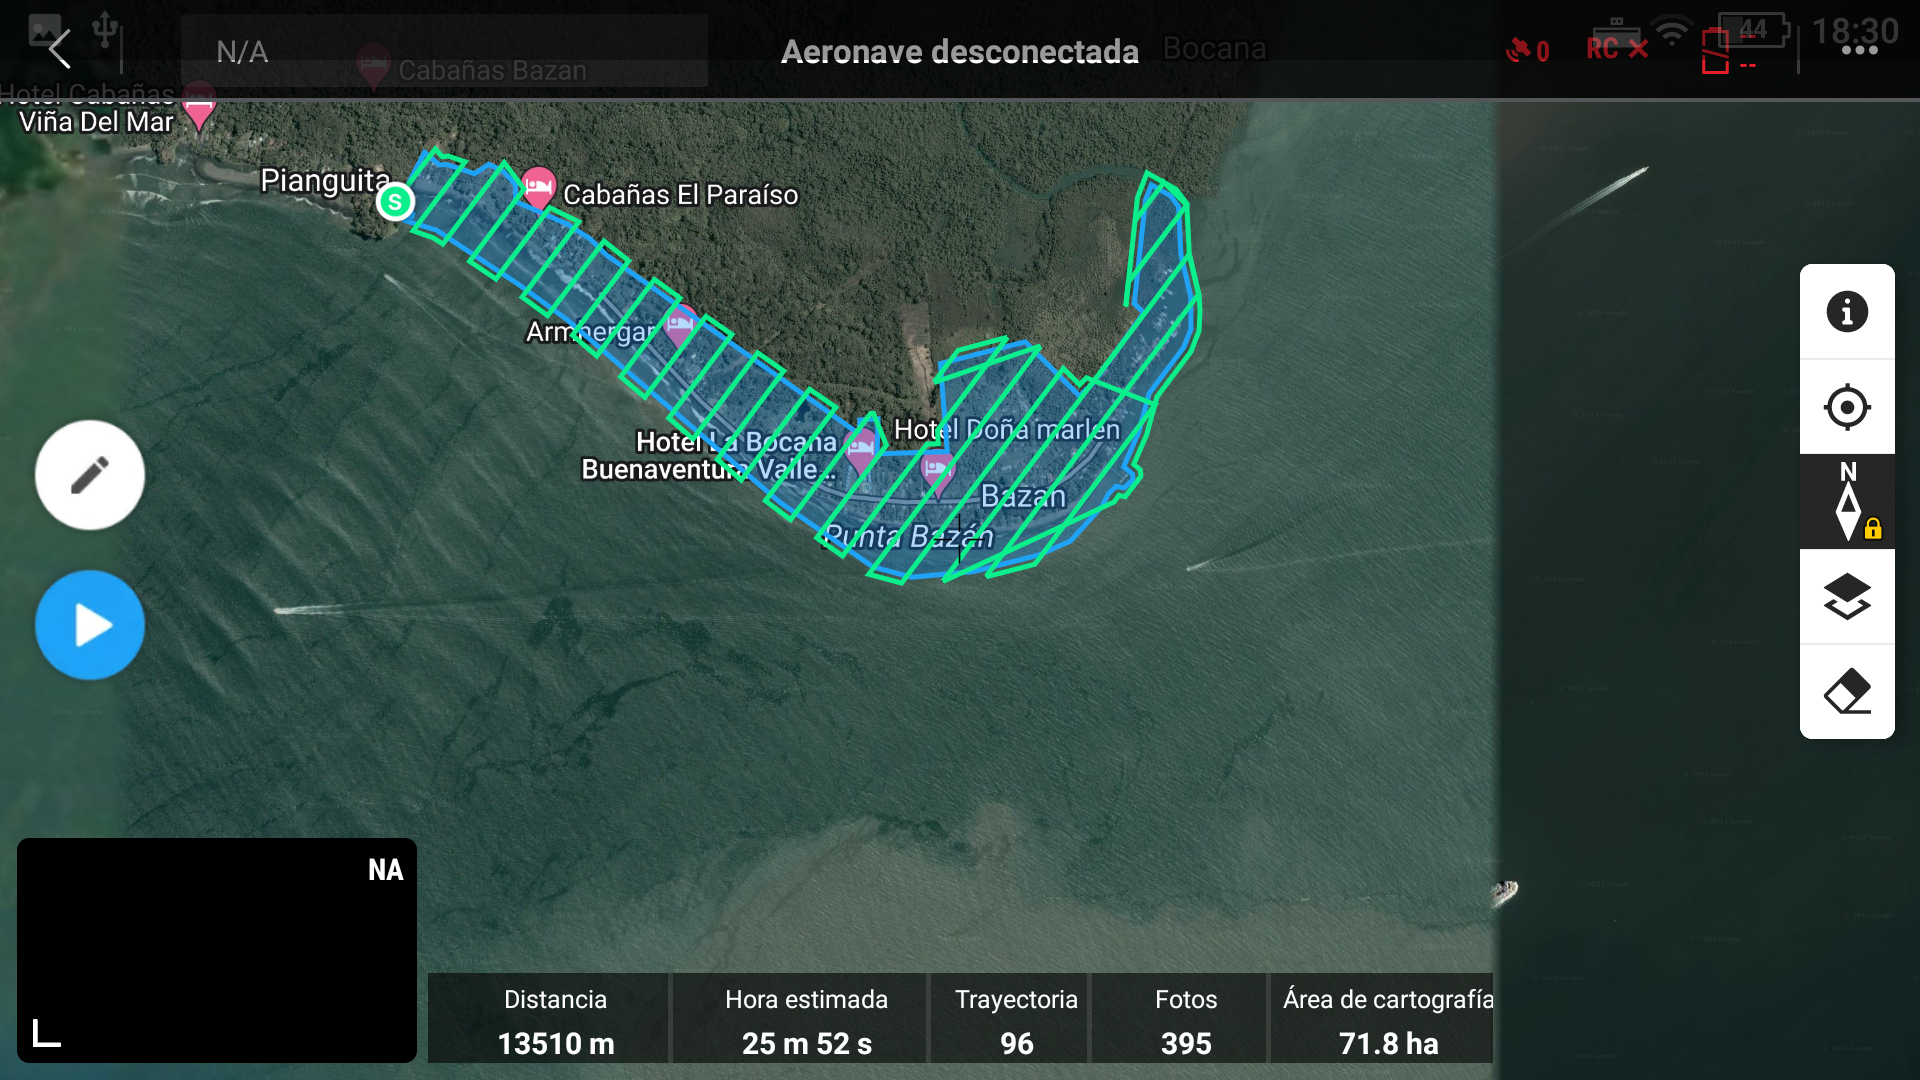 N/A
Aeronave desconectada
Bocana
0
RC
--
--
44
18:30
Cabañas Bazan
Hotel Cabañas
Viña Del Mar
Pianguita
S
Cabañas El Paraíso
Armhergar
Hotel Doña marlen
Hotel La Bocana
Buenaventura Valle...
Bazan
Punta Bazán
N
NA
Distancia
13510 m
Hora estimada
25 m 52 s
Trayectoria
96
Fotos
395
Área de cartografía
71.8 ha